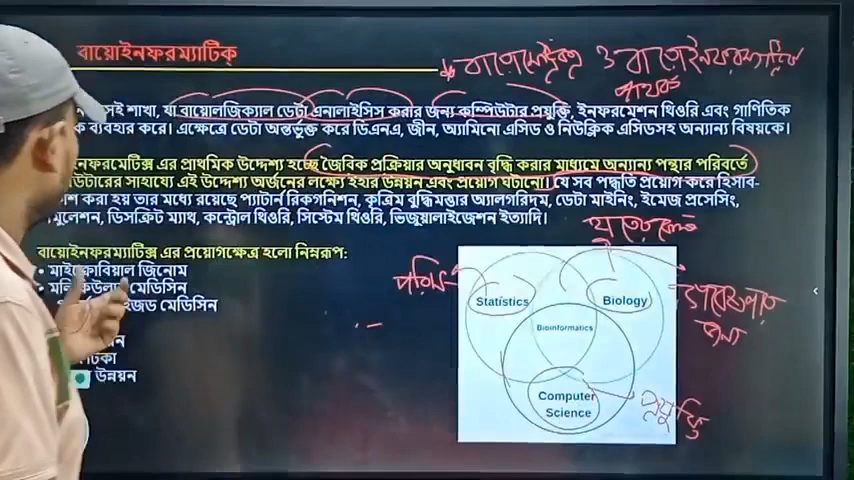 বায়োইনফরম্যাটিক্
ও বায়োইনফরম্যাটিক্স
পার্থক্য
সেই শাখা, যা বায়োলজিক্যাল ডেটা এনালাইসিস করার জন্য কম্পিউটার প্রযুক্তি, ইনফরমেশন থিওরি এবং গাণিতিক
ব্যবহার করে। এক্ষেত্রে ডেটা অন্তর্ভুক্ত করে ডিএনএ, জীন, অ্যামিনো এসিড ও নিউক্লিক এসিডসহ অন্যান্য বিষয়কে।
ইনফরমেটিক্স এর প্রাথমিক উদ্দেশ্য হচ্ছে জৈবিক প্রক্রিয়ার অনুধাবন বৃদ্ধি করার মাধ্যমে অন্যান্য পন্থার পরিবর্তে
উটারের সাহায্যে এই উদ্দেশ্য অর্জনের লক্ষ্যে ইহার উন্নয়ন এবং প্রয়োগ ঘটানো। যে সব পদ্ধতি প্রয়োগ করে হিসাব-
করা হয় তার মধ্যে রয়েছে প্যাটার্ন রিকগনিশন, কৃত্রিম বুদ্ধিমত্তার অ্যালগরিদম, ডেটা মাইনিং, ইমেজ প্রসেসিং,
মুলেশন, ডিসক্রিট ম্যাথ, কন্ট্রোল থিওরি, সিস্টেম থিওরি, ভিজুয়ালাইজেশন ইত্যাদি।
বায়োইনফরম্যাটিক্স এর প্রয়োগক্ষেত্র হলো নিম্নরূপ:
• মাইক্রোবিয়াল জিনোম
• মলিকিউলার মেডিসিন
ইজড মেডিসিন
উন্নয়ন
Statistics
Biology
গবেষণার
জন্য
Bioinformatics
Computer
Science
প্রযুক্তি